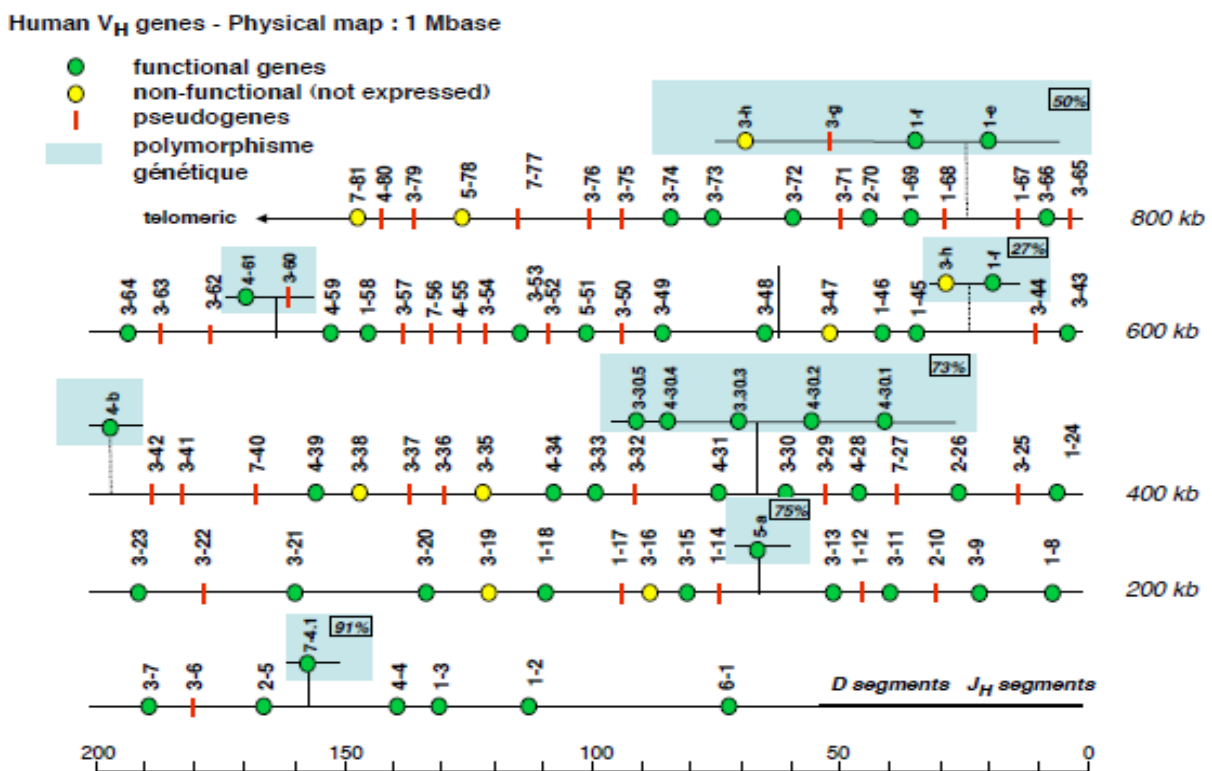 Human VH genes - Physical map : 1 Mbase
functional genes
non-functional (not expressed)
pseudogenes
polymorphisme
génétique
50%
3-h 3-g 1-f 1-e
7-81 4-80 3-79 5-78 7-77 3-76 3-75 3-74 3-73 3-72 3-71 2-70 1-69 1-68 1-67 3-66 3-65
telomeric
800 kb
4-61 3-60
27%
3-h 1-f
3-64 3-63 3-62 4-59 1-58 3-57 7-56 4-55 3-54 3-53 3-52 5-51 3-50 3-49 3-48 3-47 1-46 1-45 3-44 3-43
600 kb
4-b
73%
3-30.5 4-30.4 3.30.3 4-30.2 4-30.1
3-42 3-41 7-40 4-39 3-38 3-37 3-36 3-35 4-34 3-33 3-32 4-31 3-30 3-29 4-28 7-27 2-26 3-25 1-24
400 kb
75%
5-a
3-23 3-22 3-21 3-20 3-19 1-18 1-17 3-16 3-15 1-14 3-13 1-12 3-11 2-10 3-9 1-8
200 kb
91%
7-4.1
3-7 3-6 2-5 4-4 1-3 1-2 6-1
D segments JH segments
200 150 100 50 0